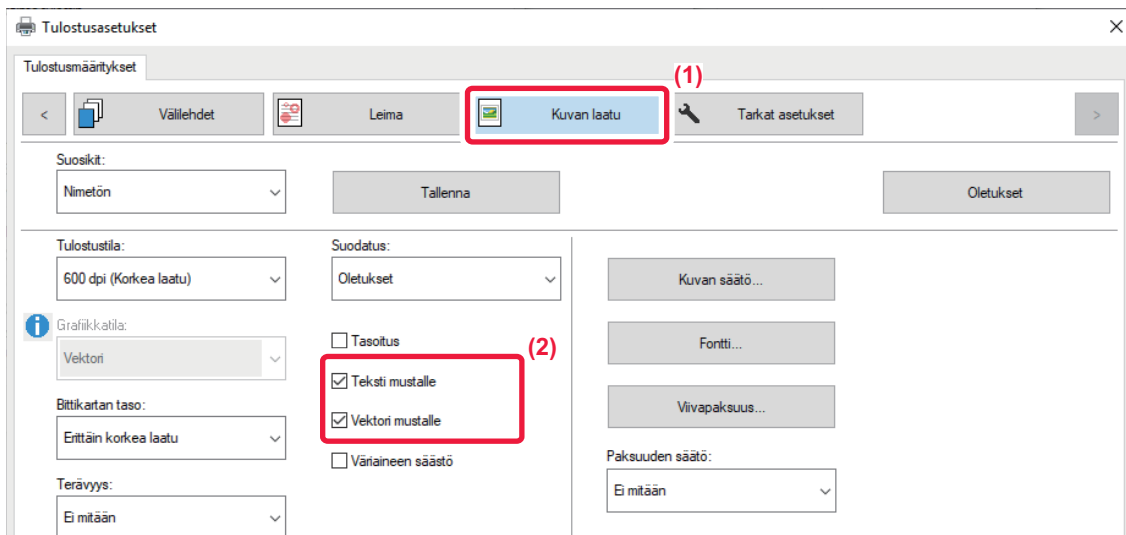 Tulostusasetukset
Tulostusmääritykset
(1)
< Välilehdet Leima Kuvan laatu Tarkat asetukset >
Suosikit:
Nimetön Tallenna Oletukset
Tulostustila: Suodatus:
600 dpi (Korkea laatu) Oletukset Kuvan säätö...
Grafiikkatila:
Vektori
Tasoitus
(2)
Fontti...
Teksti mustalle
Bittikartan taso:
Vektori mustalle
Viivapaksuus...
Erittäin korkea laatu
Väriaineen säästö
Paksuuden säätö:
Terävyys:
Ei mitään
Ei mitään